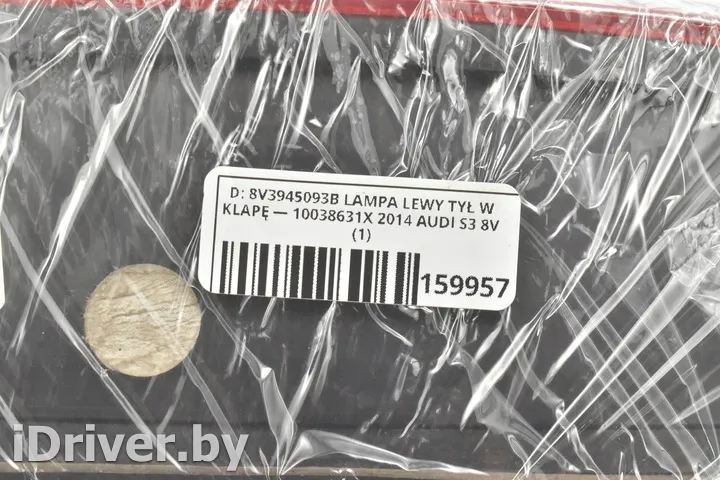 D: 8V3945093B LAMPA LEWY TYŁ W
KLAPĘ — 10038631X 2014 AUDI S3 8V
(1)
159957
iDriver.by